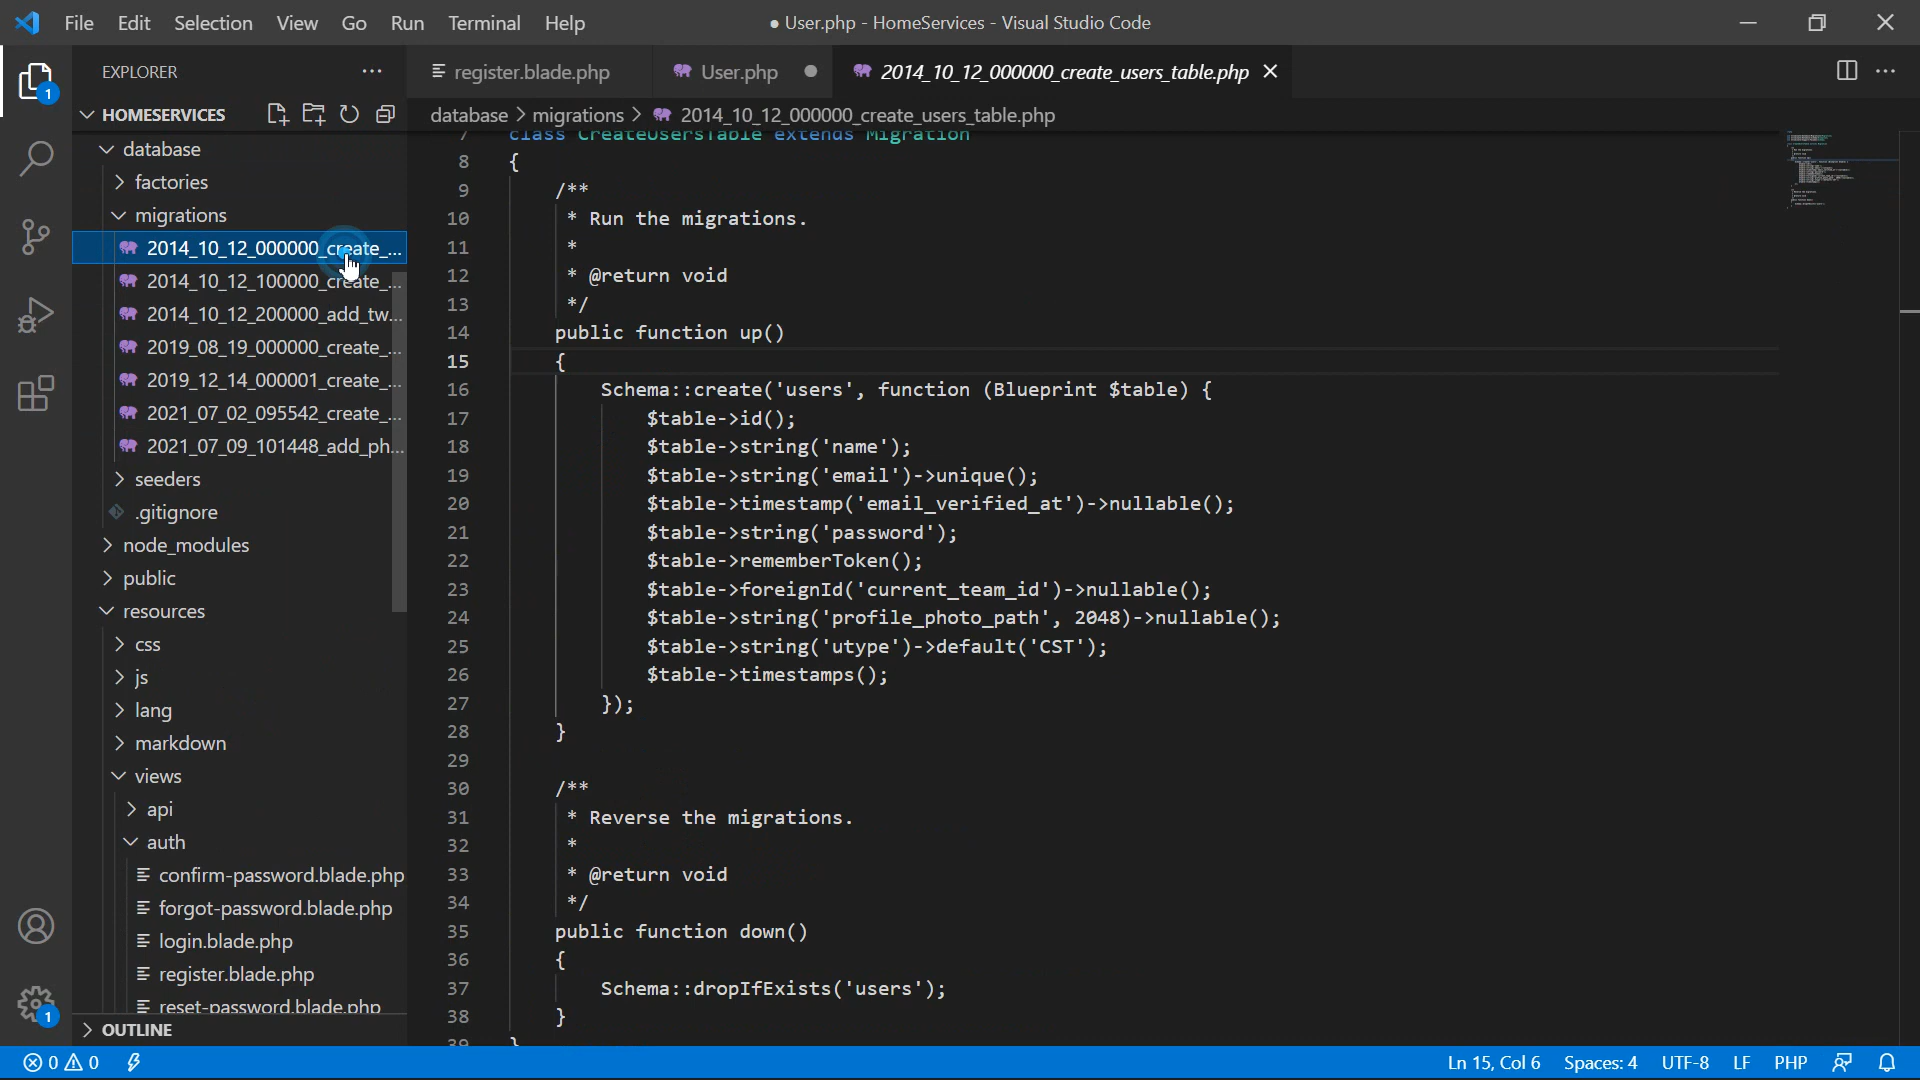 File Edit Selection View Go Run Terminal Help
● User.php - HomeServices - Visual Studio Code
EXPLORER
register.blade.php
User.php
2014_10_12_000000_create_users_table.php
HOMESERVICES
database > migrations > 2014_10_12_000000_create_users_table.php
database
factories
migrations
2014_10_12_000000_create_...
2014_10_12_100000_create_...
2014_10_12_200000_add_tw...
2019_08_19_000000_create_...
2019_12_14_000001_create_...
2021_07_02_095542_create_...
2021_07_09_101448_add_ph...
seeders
.gitignore
node_modules
public
resources
css
js
lang
markdown
views
api
auth
confirm-password.blade.php
forgot-password.blade.php
login.blade.php
register.blade.php
reset-password.blade.php
OUTLINE
7 class CreateUsersTable extends Migration
8 {
9 /**
10 * Run the migrations.
11 *
12 * @return void
13 */
14 public function up()
15 {
16 Schema::create('users', function (Blueprint $table) {
17 $table->id();
18 $table->string('name');
19 $table->string('email')->unique();
20 $table->timestamp('email_verified_at')->nullable();
21 $table->string('password');
22 $table->rememberToken();
23 $table->foreignId('current_team_id')->nullable();
24 $table->string('profile_photo_path', 2048)->nullable();
25 $table->string('utype')->default('CST');
26 $table->timestamps();
27 });
28 }
29
30 /**
31 * Reverse the migrations.
32 *
33 * @return void
34 */
35 public function down()
36 {
37 Schema::dropIfExists('users');
38 }
39 }
1
1
0 0
Ln 15, Col 6 Spaces: 4 UTF-8 LF PHP